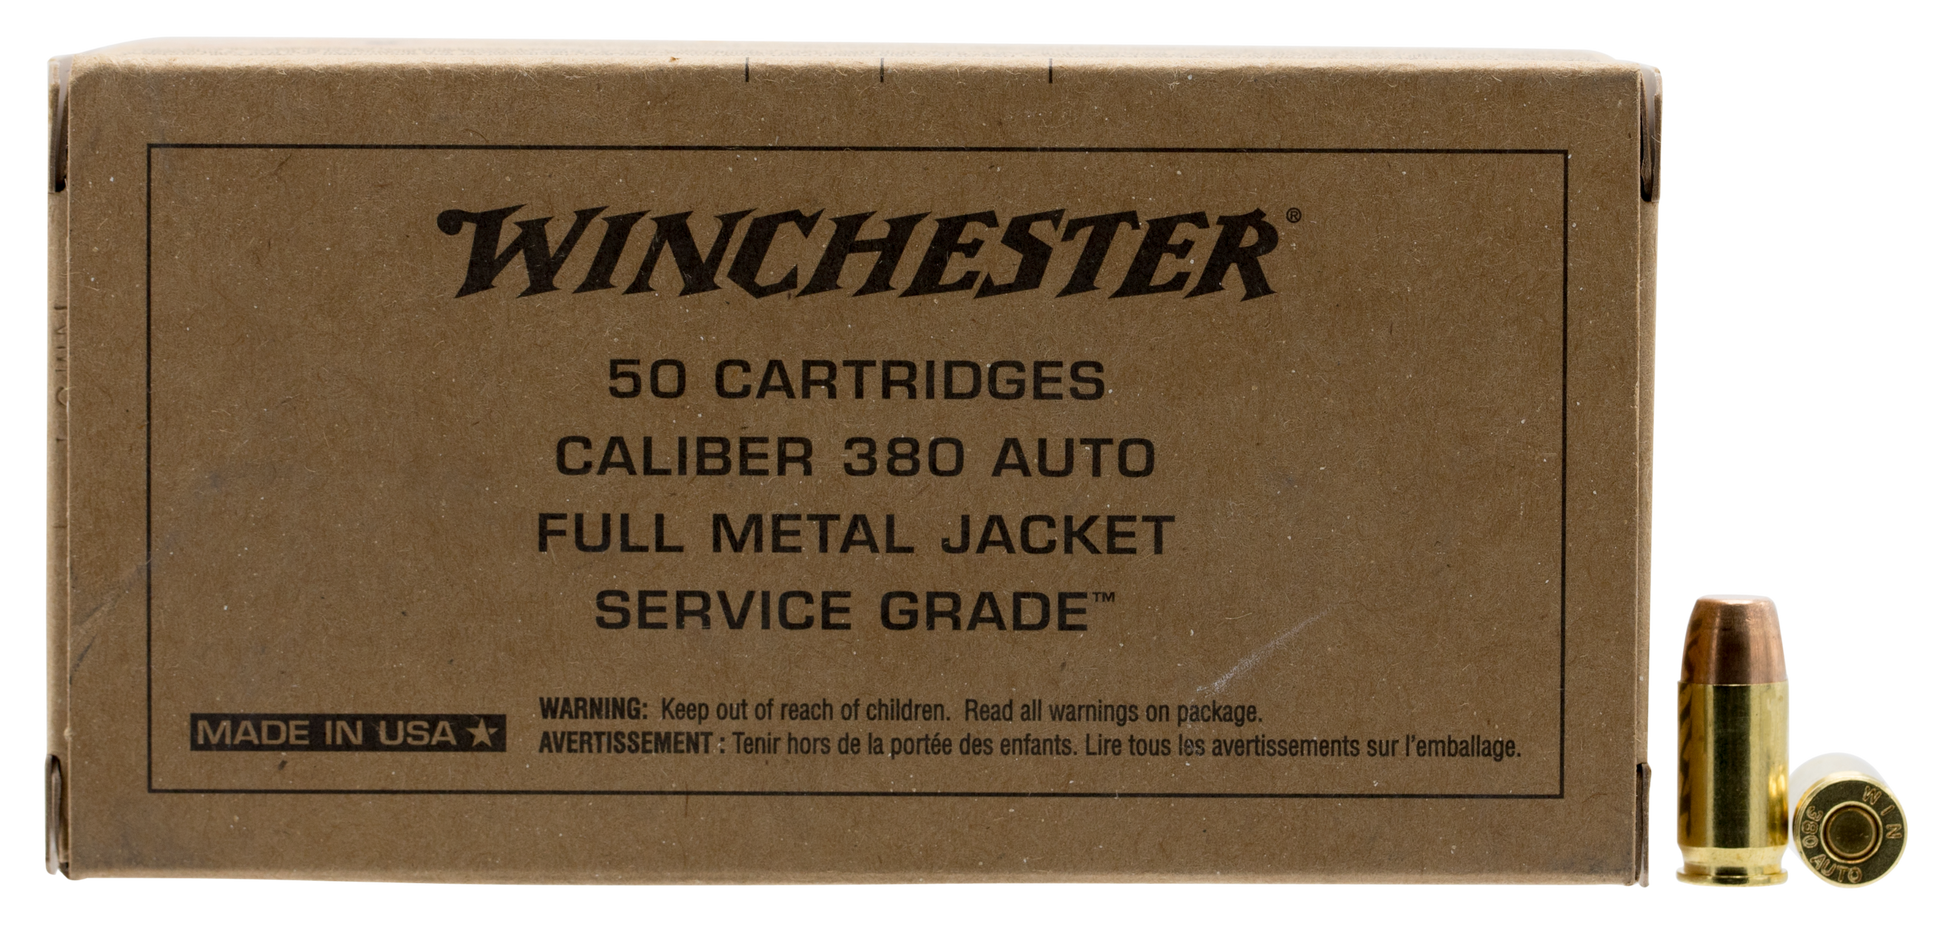 WINCHESTER®
50 CARTRIDGES
CALIBER 380 AUTO
FULL METAL JACKET
SERVICE GRADE™
MADE IN USA
WARNING: Keep out of reach of children. Read all warnings on package.
AVERTISSEMENT : Tenir hors de la portée des enfants. Lire tous les avertissements sur l'emballage.
WIN
380 AUTO